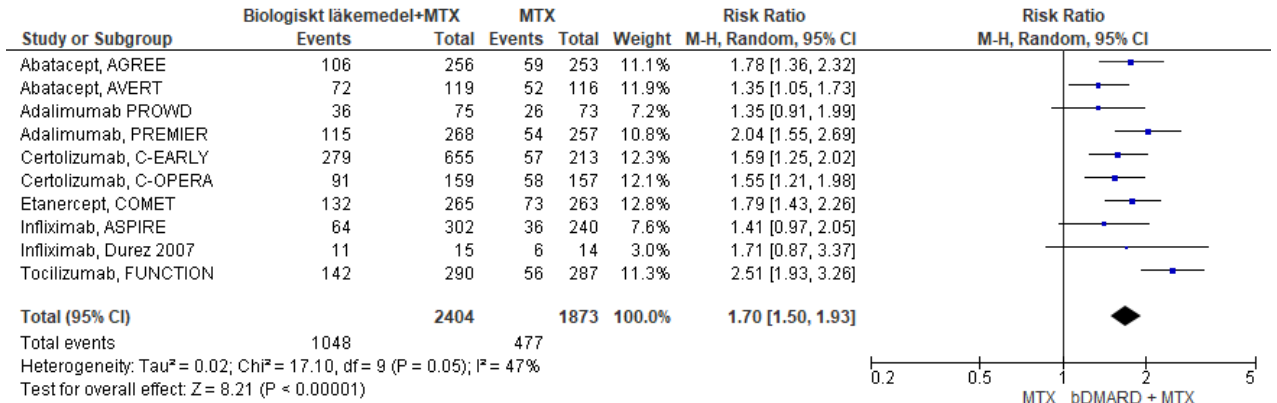 Biologiskt läkemedel+MTX MTX Risk Ratio Risk Ratio
Study or Subgroup Events Total Events Total Weight M-H, Random, 95% CI M-H, Random, 95% CI
Abatacept, AGREE 106 256 59 253 11.1% 1.78 [1.36, 2.32]
Abatacept, AVERT 72 119 52 116 11.9% 1.35 [1.05, 1.73]
Adalimumab PROWD 36 75 26 73 7.2% 1.35 [0.91, 1.99]
Adalimumab, PREMIER 115 268 54 257 10.8% 2.04 [1.55, 2.69]
Certolizumab, C-EARLY 279 655 57 213 12.3% 1.59 [1.25, 2.02]
Certolizumab, C-OPERA 91 159 58 157 12.1% 1.55 [1.21, 1.98]
Etanercept, COMET 132 265 73 263 12.8% 1.79 [1.43, 2.26]
Infliximab, ASPIRE 64 302 36 240 7.6% 1.41 [0.97, 2.05]
Infliximab, Durez 2007 11 15 6 14 3.0% 1.71 [0.87, 3.37]
Tocilizumab, FUNCTION 142 290 56 287 11.3% 2.51 [1.93, 3.26]
Total (95% CI) 2404 1873 100.0% 1.70 [1.50, 1.93]
Total events 1048 477
Heterogeneity: Tau² = 0.02; Chi² = 17.10, df = 9 (P = 0.05); I² = 47%
Test for overall effect: Z = 8.21 (P < 0.00001)
0.2 0.5 1 2 5
MTX bDMARD + MTX